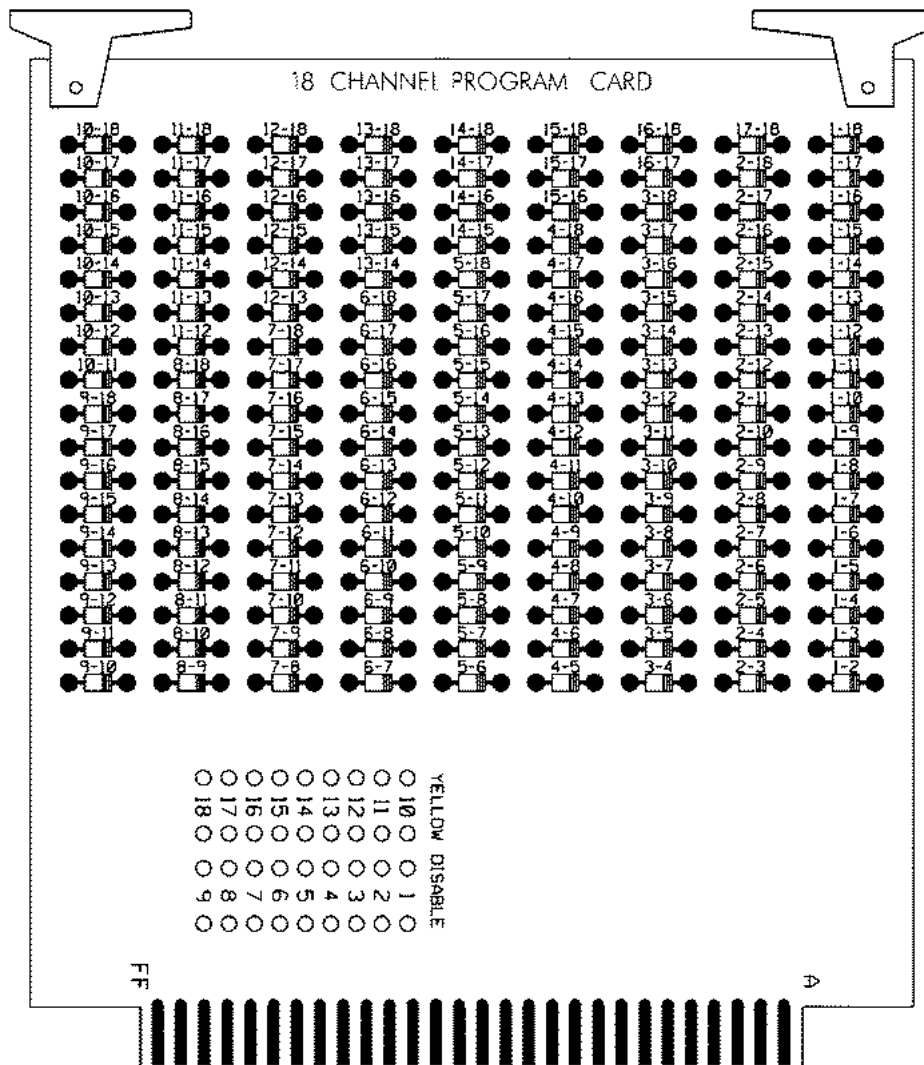 18 CHANNEL PROGRAM CARD
10-18 11-18 12-18 13-18 14-18 15-18 16-18 17-18 1-18
10-17 11-17 12-17 13-17 14-17 15-17 16-17 2-18 1-17
10-16 11-16 12-16 13-16 14-16 15-16 3-18 2-17 1-16
10-15 11-15 12-15 13-15 14-15 4-18 3-17 2-16 1-15
10-14 11-14 12-14 13-14 5-18 4-17 3-16 2-15 1-14
10-13 11-13 12-13 6-18 5-17 4-16 3-15 2-14 1-13
10-12 11-12 7-18 6-17 5-16 4-15 3-14 2-13 1-12
10-11 8-18 7-17 6-16 5-15 4-14 3-13 2-12 1-11
9-18 8-17 7-16 6-15 5-14 4-13 3-12 2-11 1-10
9-17 8-16 7-15 6-14 5-13 4-12 3-11 2-10 1-9
9-16 8-15 7-14 6-13 5-12 4-11 3-10 2-9 1-8
9-15 8-14 7-13 6-12 5-11 4-10 3-9 2-8 1-7
9-14 8-13 7-12 6-11 5-10 4-9 3-8 2-7 1-6
9-13 8-12 7-11 6-10 5-9 4-8 3-7 2-6 1-5
9-12 8-11 7-10 6-9 5-8 4-7 3-6 2-5 1-4
9-11 8-10 7-9 6-8 5-7 4-6 3-5 2-4 1-3
9-10 8-9 7-8 6-7 5-6 4-5 3-4 2-3 1-2
YELLOW DISABLE
18 17 16 15 14 13 12 11 10
9 8 7 6 5 4 3 2 1
FF A